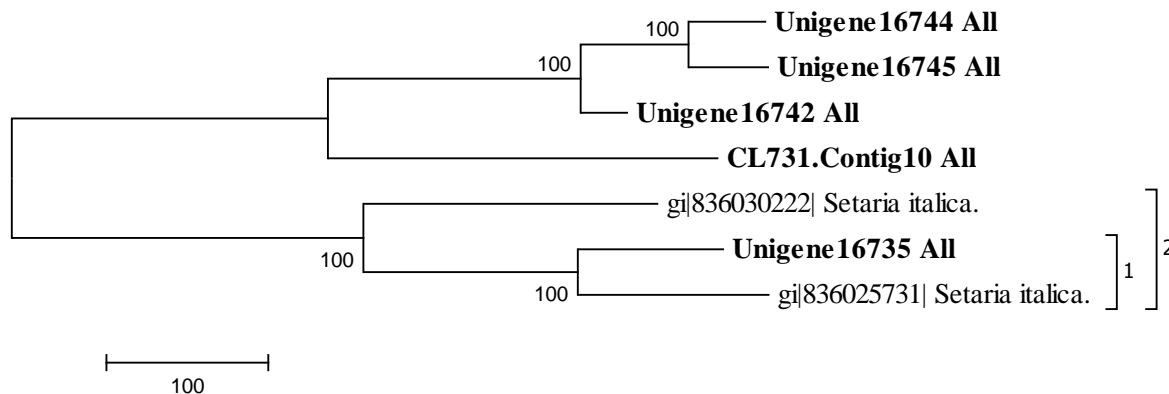 Unigene16744 All
100
Unigene16745 All
100
Unigene16742 All
CL731.Contig10 All
gi|836030222| Setaria italica.
2
Unigene16735 All
100
1
100
gi|836025731| Setaria italica.
100